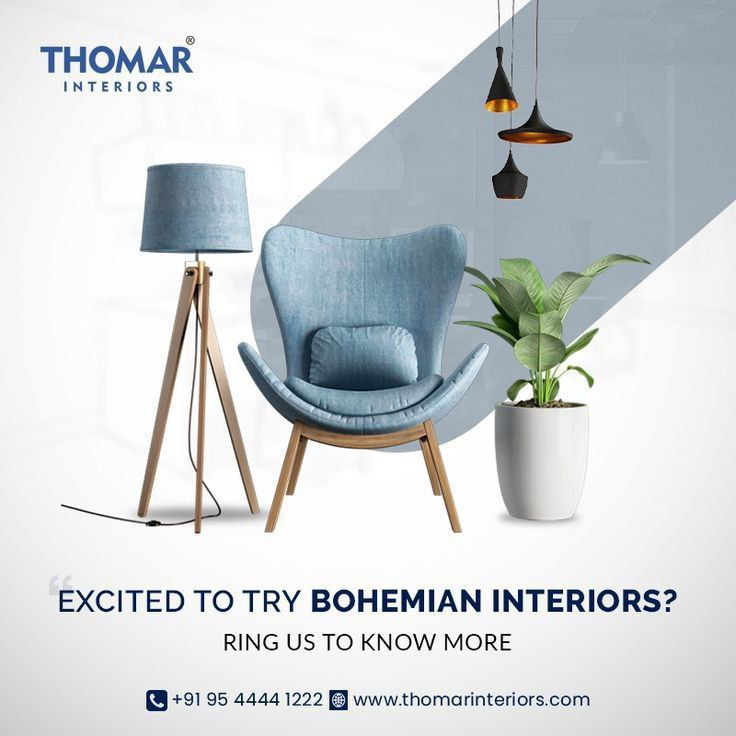 THOMAR®
INTERIORS
“EXCITED TO TRY BOHEMIAN INTERIORS?
RING US TO KNOW MORE
+91 95 4444 1222 www.thomarinteriors.com